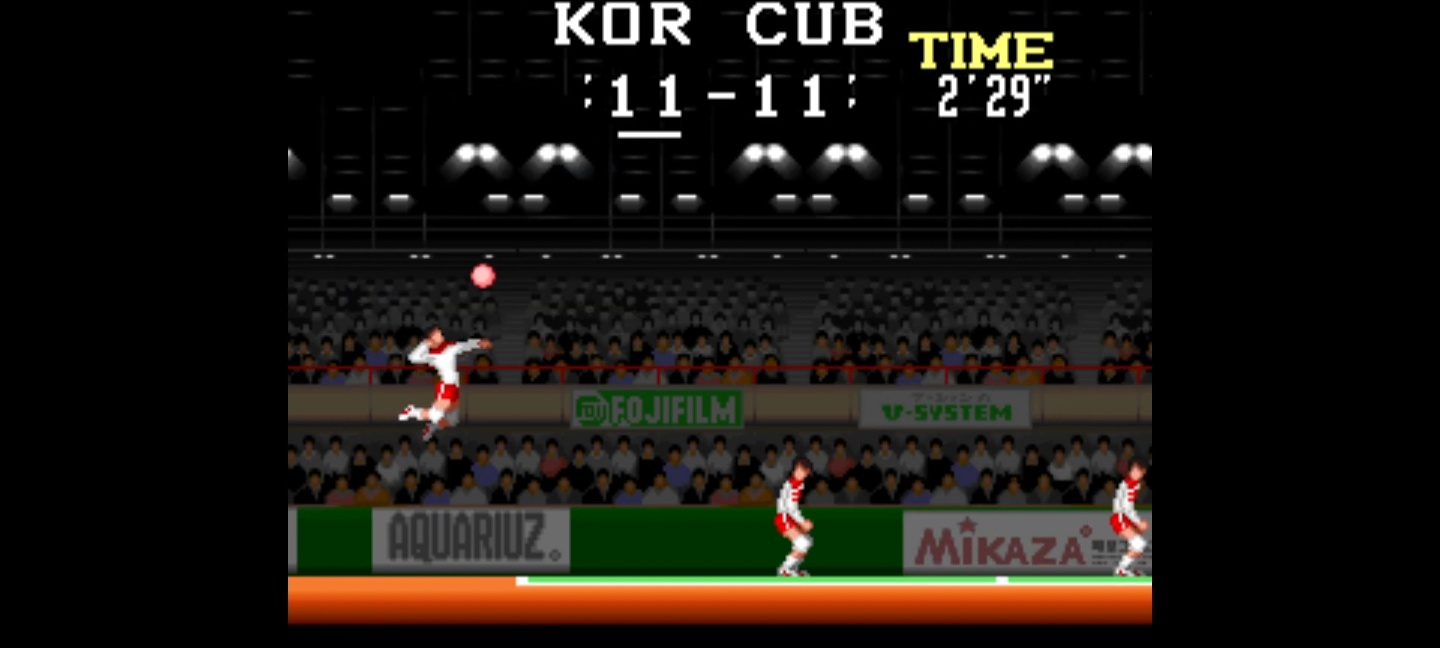 KOR CUB
TIME
11-11
2'29"
FOJIFILM
V-SYSTEM
AQUARIUZ.
MIKAZA